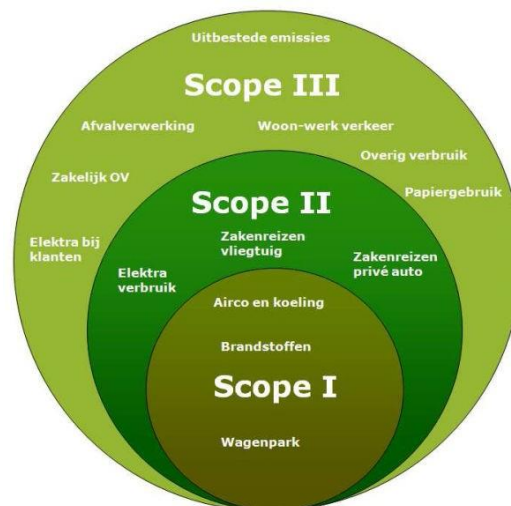 Uitbestede emissies
Scope III
Afvalverwerking
Woon-werk verkeer
Overig verbruik
Zakelijk OV
Papiergebruik
Scope II
Elektra bij
klanten
Zakenreizen
vliegtuig
Zakenreizen
privé auto
Elektra
verbruik
Airco en koeling
Brandstoffen
Scope I
Wagenpark